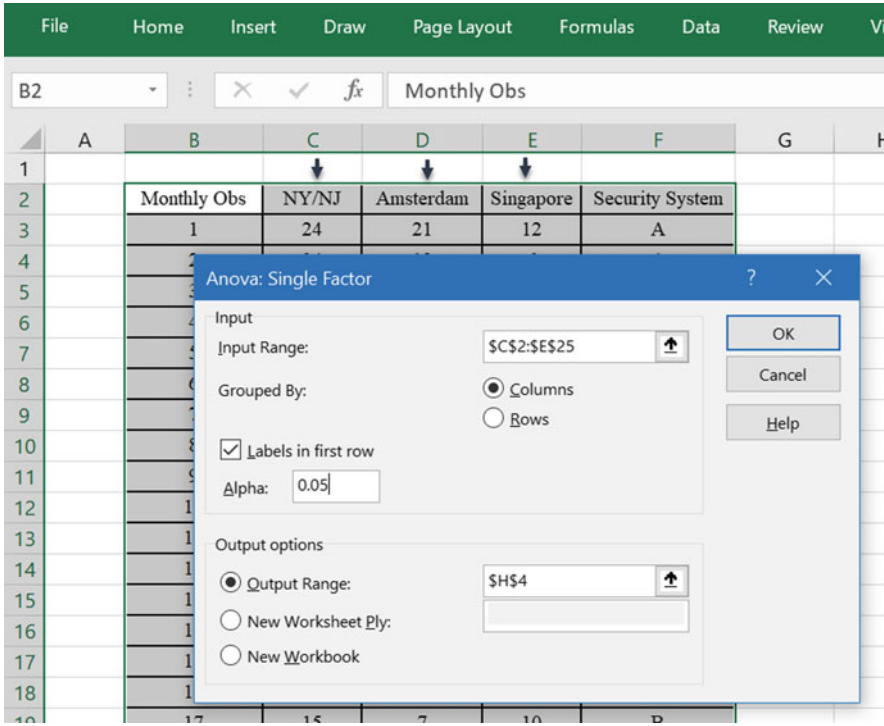 File Home Insert Draw Page Layout Formulas Data Review
B2 fx Monthly Obs
A B C D E F G
1
2 Monthly Obs NY/NJ Amsterdam Singapore Security System
3 1 24 21 12 A
4
Anova: Single Factor ?
5
Input
6
Input Range: $C$2:$E$25 OK
7
Grouped By: Columns Cancel
8
Rows Help
9
10
Labels in first row
11
Alpha: 0.05
12
13
Output options
14
Output Range: $H$4
15
New Worksheet Ply:
16
New Workbook
17
18
19 17 15 7 10 B